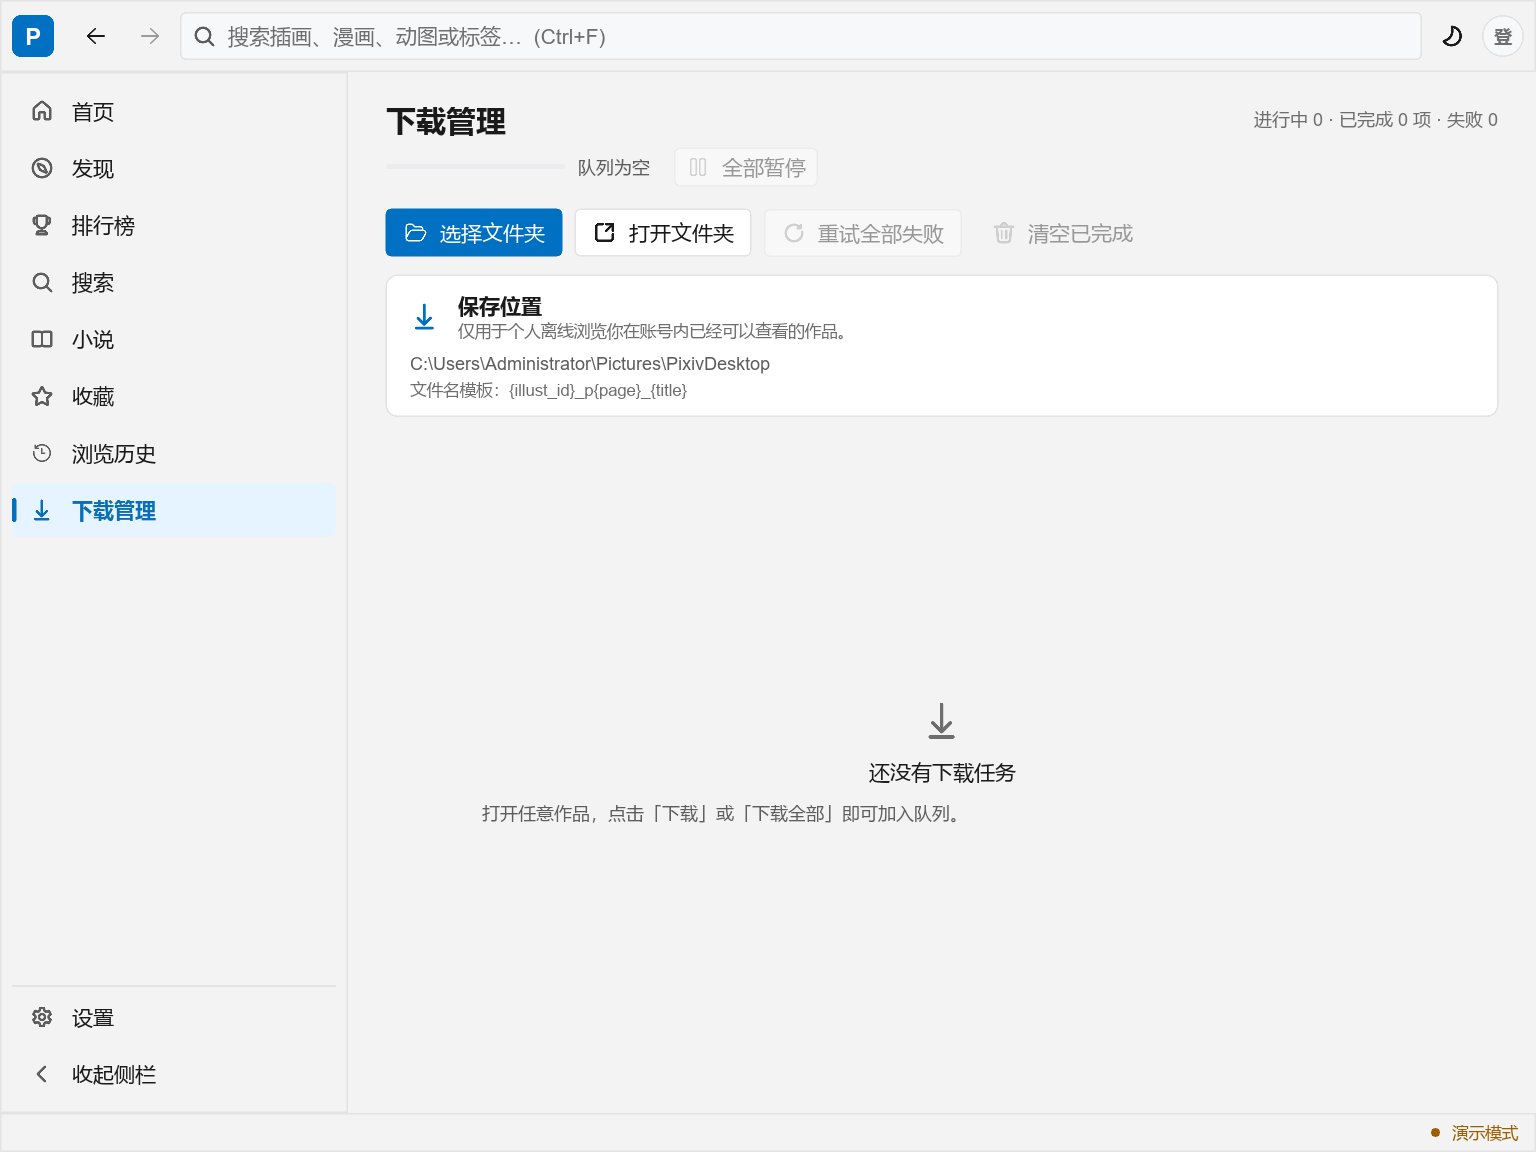 P
搜索插画、漫画、动图或标签... (Ctrl+F)
登
首页
发现
排行榜
搜索
小说
收藏
浏览历史
下载管理
设置
收起侧栏
下载管理
进行中 0 · 已完成 0 项 · 失败 0
队列为空
全部暂停
选择文件夹
打开文件夹
重试全部失败
清空已完成
保存位置
仅用于个人离线浏览你在账号内已经可以查看的作品。
C:\Users\Administrator\Pictures\PixivDesktop
文件名模板：{illust_id}_p{page}_{title}
还没有下载任务
打开任意作品，点击「下载」或「下载全部」即可加入队列。
演示模式